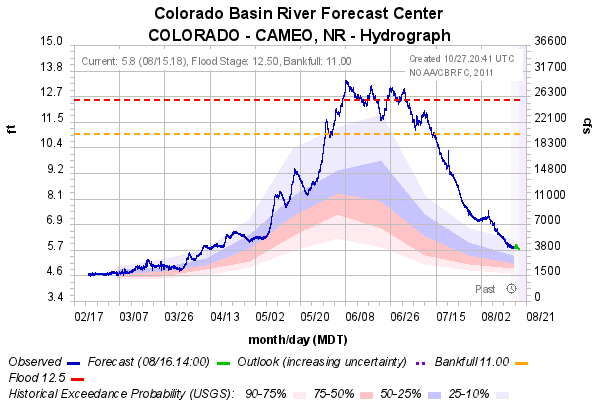 Colorado Basin River Forecast Center
COLORADO - CAMEO, NR - Hydrograph
15.0
13.8
12.7
11.5
10.4
9.2
8.1
6.9
5.7
4.6
3.4
ft
36600
31500
26300
22200
20100
14800
11000
7000
3800
1500
0
cfs
Current: 5.8 (08/15.18), Flood Stage: 12.50, Bankfull: 11.00
Created 10/27.20:41 UTC
NOAA/CBRFC, 2011
Past
02/17 03/07 03/26 04/13 05/02 05/20 06/08 06/26 07/15 08/02 08/21
month/day (MDT)
Observed Forecast (08/16.14:00) Outlook (increasing uncertainty) Bankfull 11.00
Flood 12.5
Historical Exceedance Probability (USGS): 90-75% 75-50% 50-25% 25-10%